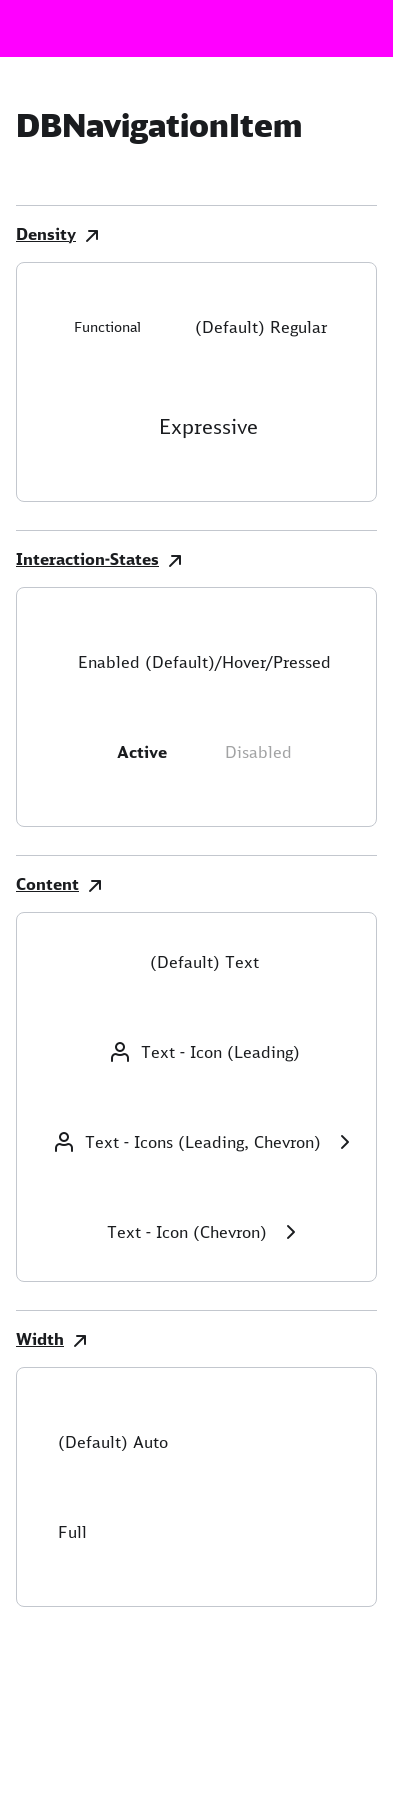 DBNavigationItem
Density
Functional
(Default) Regular
Expressive
Interaction-States
Enabled (Default)/Hover/Pressed
Active
Disabled
Content
(Default) Text
Text - Icon (Leading)
Text - Icons (Leading, Chevron)
Text - Icon (Chevron)
Width
(Default) Auto
Full